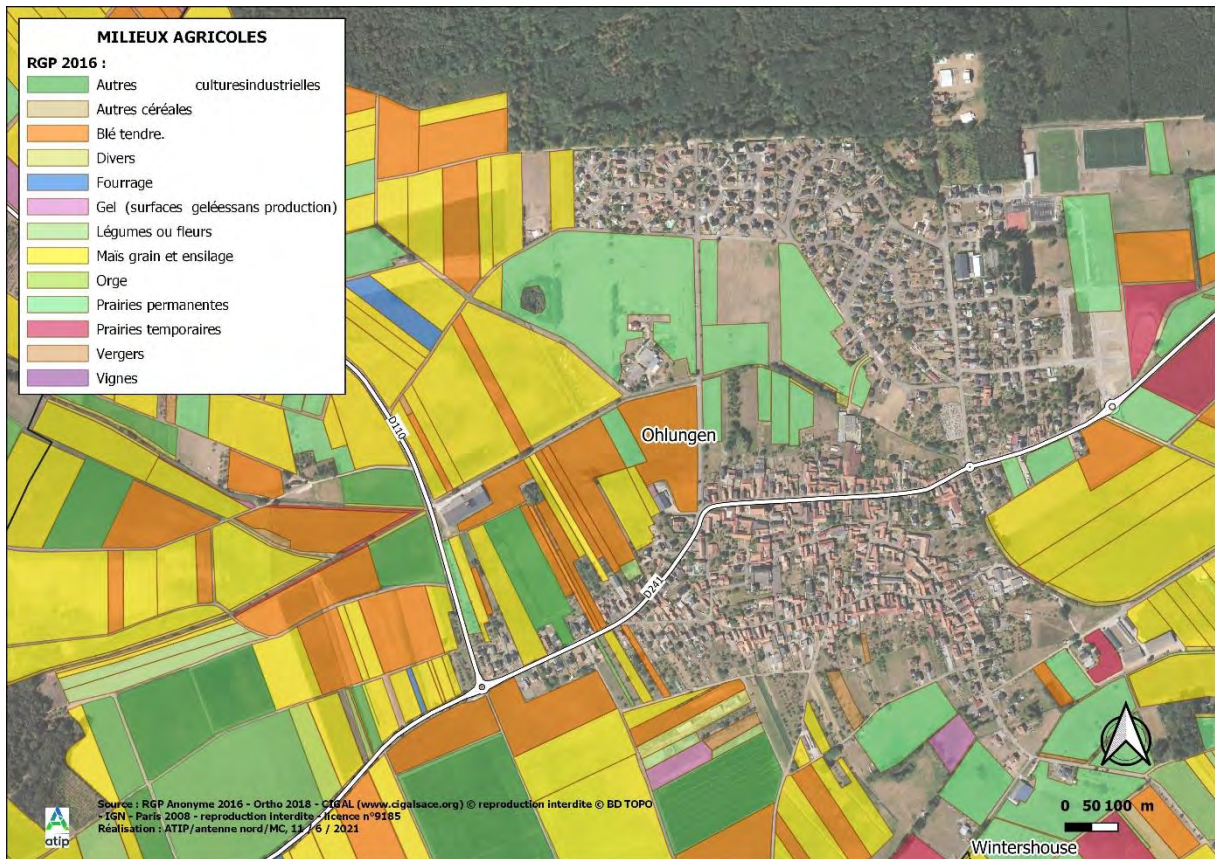 MILIEUX AGRICOLES
RGP 2016 :
Autres culturesindustrielles
Autres céréales
Blé tendre.
Divers
Fourrage
Gel (surfaces geléessans production)
Légumes ou fleurs
Maïs grain et ensilage
Orge
Prairies permanentes
Prairies temporaires
Vergers
Vignes
D110
Ohlungen
D241
Source : RGP Anonyme 2016 - Ortho 2018 - CIGAL (www.cigalsace.org) © reproduction interdite © BD TOPO
- IGN - Paris 2008 - reproduction interdite - licence n°9185
Réalisation : ATIP/antenne nord/MC, 11 / 6 / 2021
atip
0 50 100 m
Wintershouse